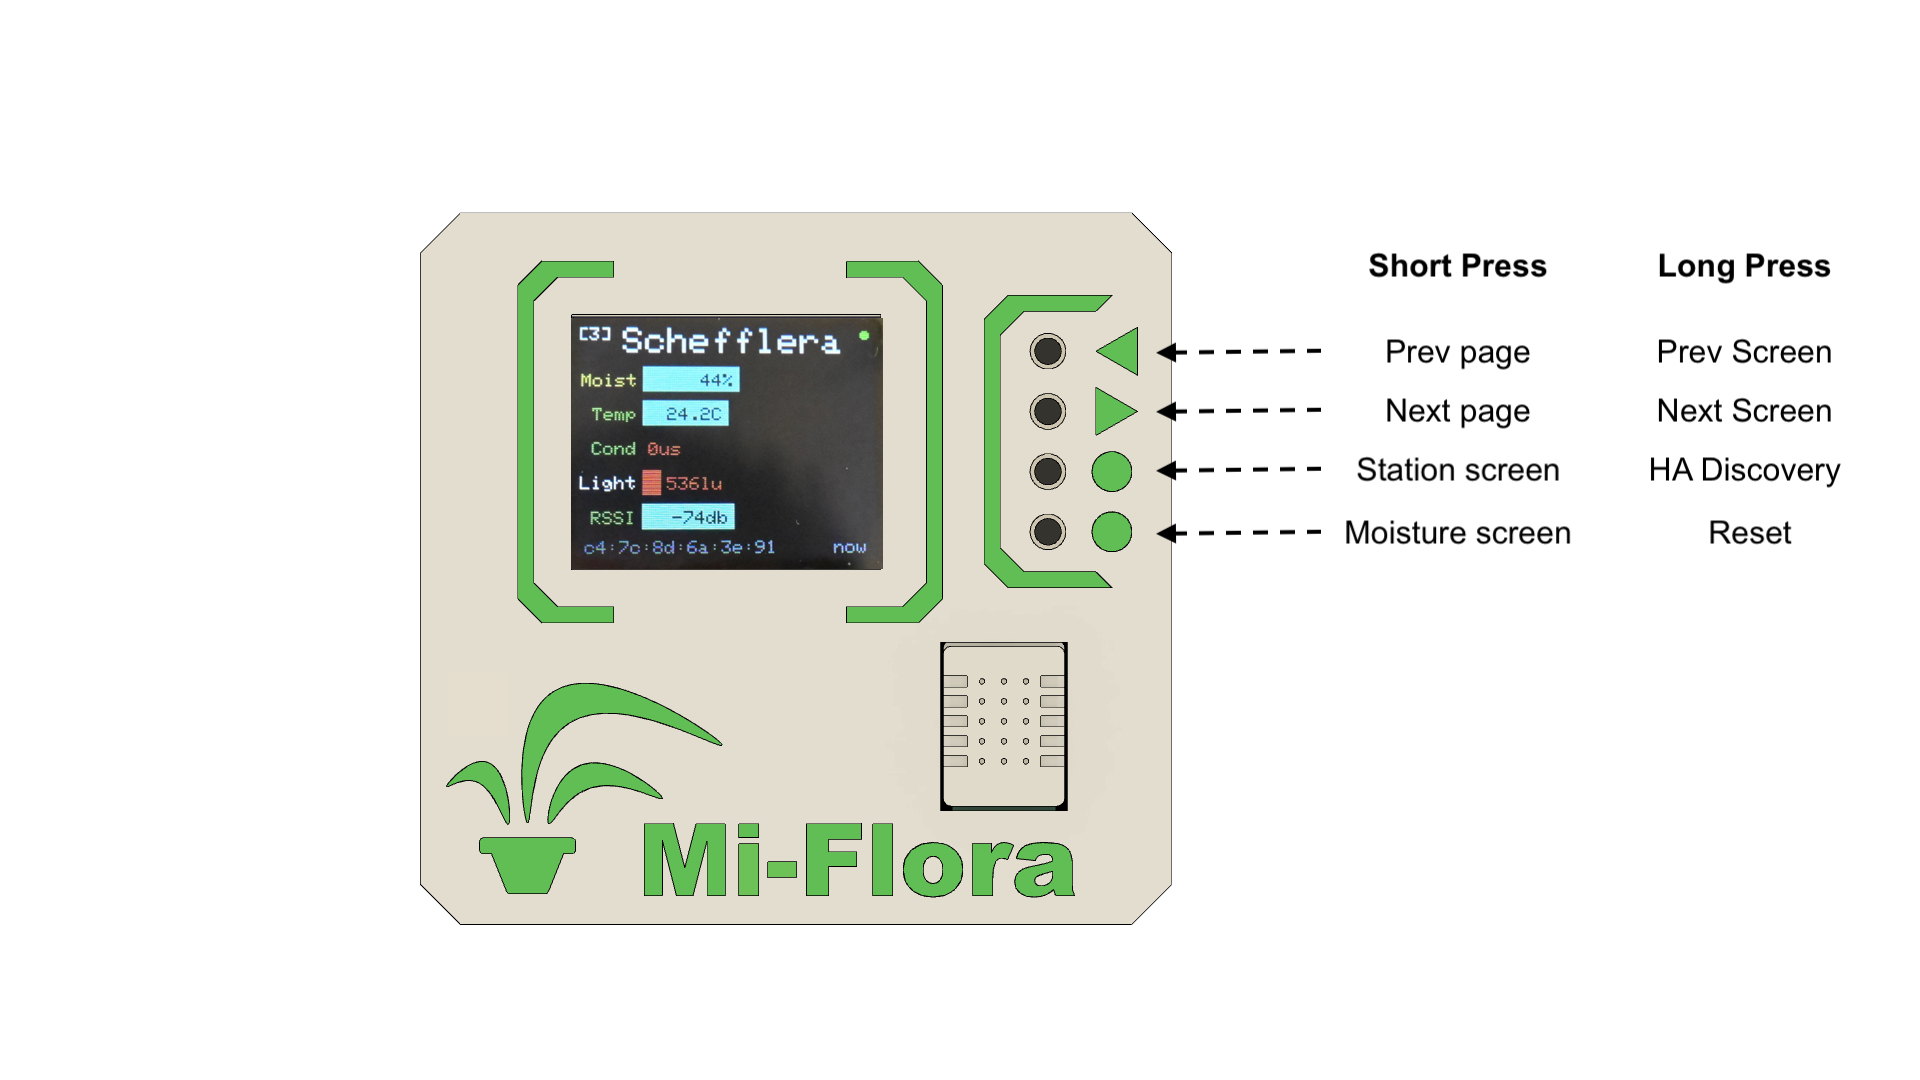 [3] Schefflera
Moist 44%
Temp 24.2C
Cond 0us
Light 536lu
RSSI -74db
c4:7c:8d:6a:3e:91 now
Mi-Flora
Short Press Long Press
Prev page Prev Screen
Next page Next Screen
Station screen HA Discovery
Moisture screen Reset